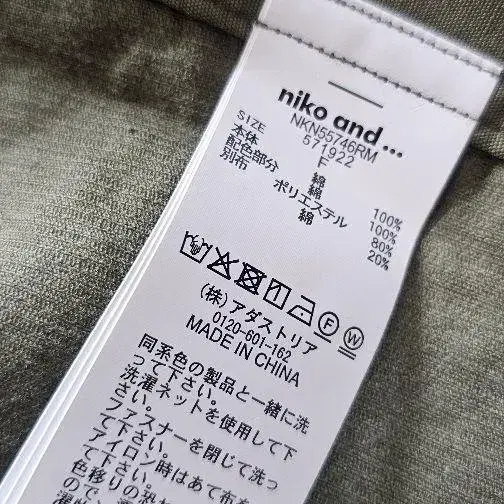 niko and ...
NKN55746RM
571922
SIZE F
本体 綿 100%
配色部分 綿 100%
別布 ポリエステル 80%
綿 20%
F W
(株)アダストリア
0120-601-162
MADE IN CHINA
同系色の製品と一緒に洗
って下さい。
洗濯ネットを使用して下
さい。
ファスナーを閉じて洗っ
て下さい。
アイロン時はあて布を